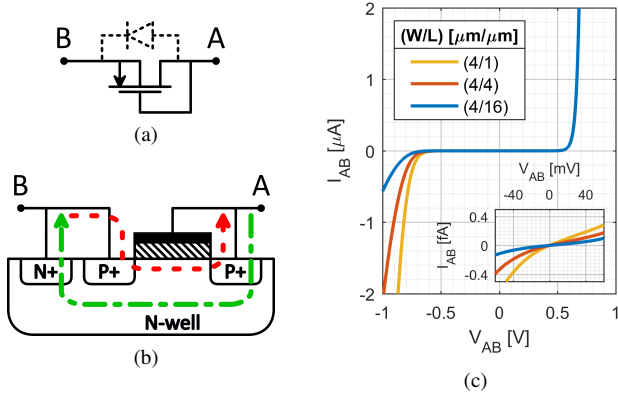 B
A
(a)
B
A
N+
P+
P+
N-well
(b)
2
1
0
-1
-2
I_AB [μA]
(W/L) [μm/μm]
(4/1)
(4/4)
(4/16)
V_AB [mV]
-40
0
40
0.4
0
-0.4
I_AB [fA]
-1
-0.5
0
0.5
1
V_AB [V]
(c)